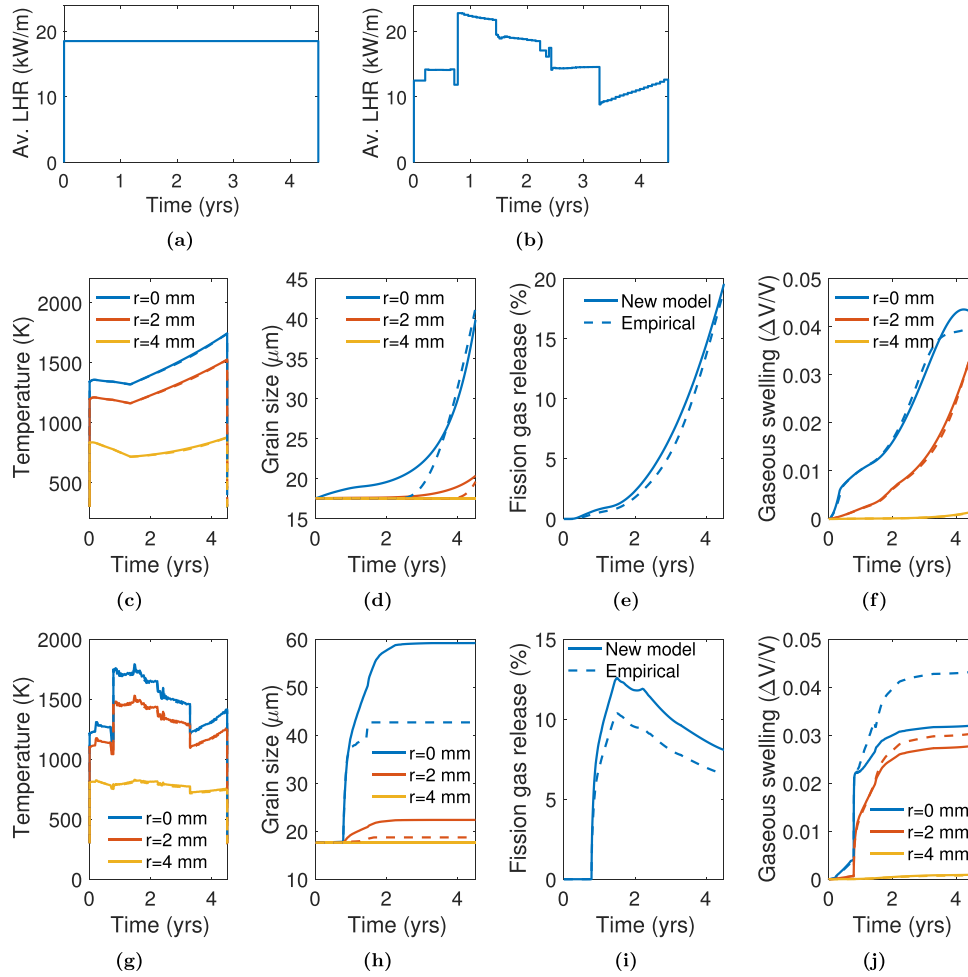 Av. LHR (kW/m)
20
10
0
0 1 2 3 4
Time (yrs)
(a)
Av. LHR (kW/m)
20
10
0
0 1 2 3 4
Time (yrs)
(b)
Temperature (K)
2000
1500
1000
500
r=0 mm
r=2 mm
r=4 mm
0 2 4
Time (yrs)
(c)
Grain size (μm)
45
40
35
30
25
20
15
r=0 mm
r=2 mm
r=4 mm
0 2 4
Time (yrs)
(d)
Fission gas release (%)
20
15
10
5
0
New model
Empirical
0 2 4
Time (yrs)
(e)
Gaseous swelling (ΔV/V)
0.05
0.04
0.03
0.02
0.01
0
r=0 mm
r=2 mm
r=4 mm
0 2 4
Time (yrs)
(f)
Temperature (K)
2000
1500
1000
500
0
r=0 mm
r=2 mm
r=4 mm
0 2 4
Time (yrs)
(g)
Grain size (μm)
60
50
40
30
20
10
r=0 mm
r=2 mm
r=4 mm
0 2 4
Time (yrs)
(h)
Fission gas release (%)
15
10
5
0
New model
Empirical
0 2 4
Time (yrs)
(i)
Gaseous swelling (ΔV/V)
0.05
0.04
0.03
0.02
0.01
0
r=0 mm
r=2 mm
r=4 mm
0 2 4
Time (yrs)
(j)